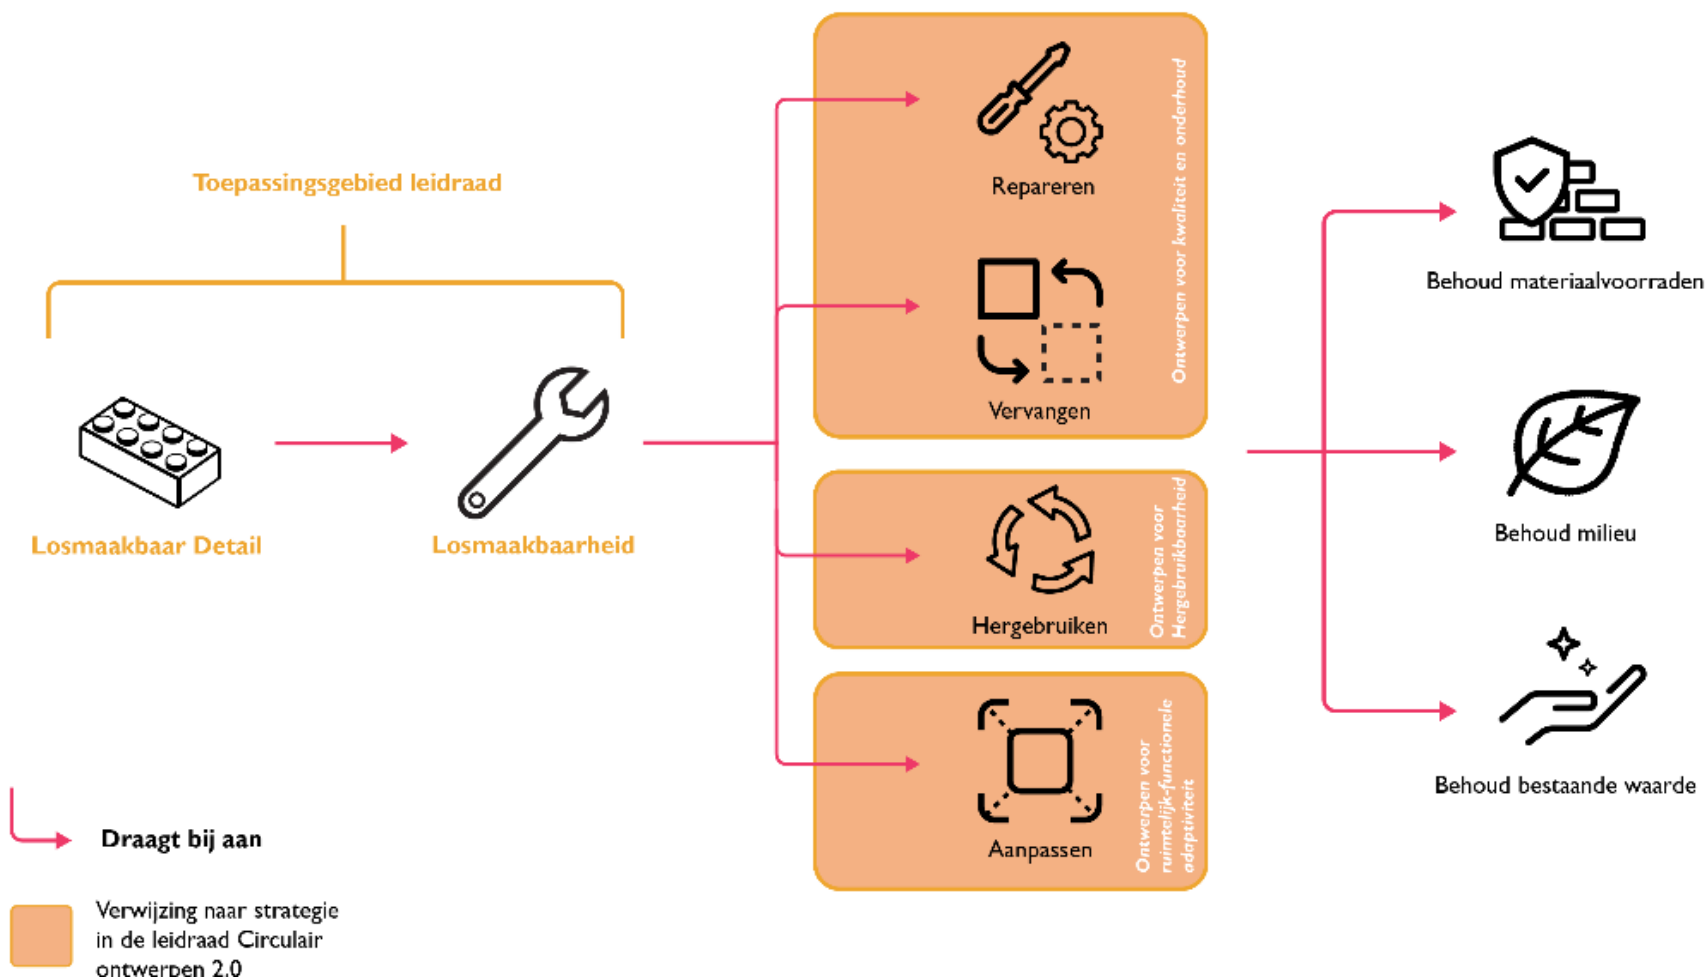 Toepassingsgebied leidraad
Losmaakbaar Detail
Losmaakbaarheid
Repareren
Vervangen
Ontwerpen voor kwaliteit en onderhoud
Hergebruiken
Ontwerpen voor
Hergebruikbaarheid
Aanpassen
Ontwerpen voor
ruimtelijk-functionele
adaptiviteit
Behoud materiaalvoorraden
Behoud milieu
Behoud bestaande waarde
Draagt bij aan
Verwijzing naar strategie
in de leidraad Circulair
ontwerpen 2.0